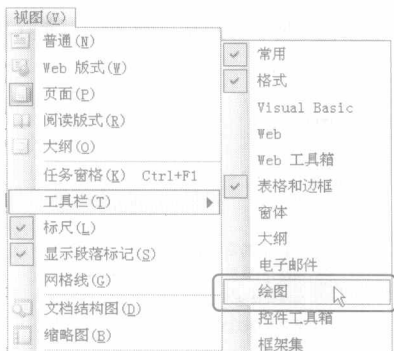 视图(V)
普通(N)
Web 版式(W)
页面(P)
阅读版式(R)
大纲(O)
任务窗格(K) Ctrl+F1
工具栏(T)
标尺(L)
显示段落标记(S)
网格线(G)
文档结构图(D)
缩略图(B)
常用
格式
Visual Basic
Web
Web 工具箱
表格和边框
窗体
大纲
电子邮件
绘图
控件工具箱
框架集